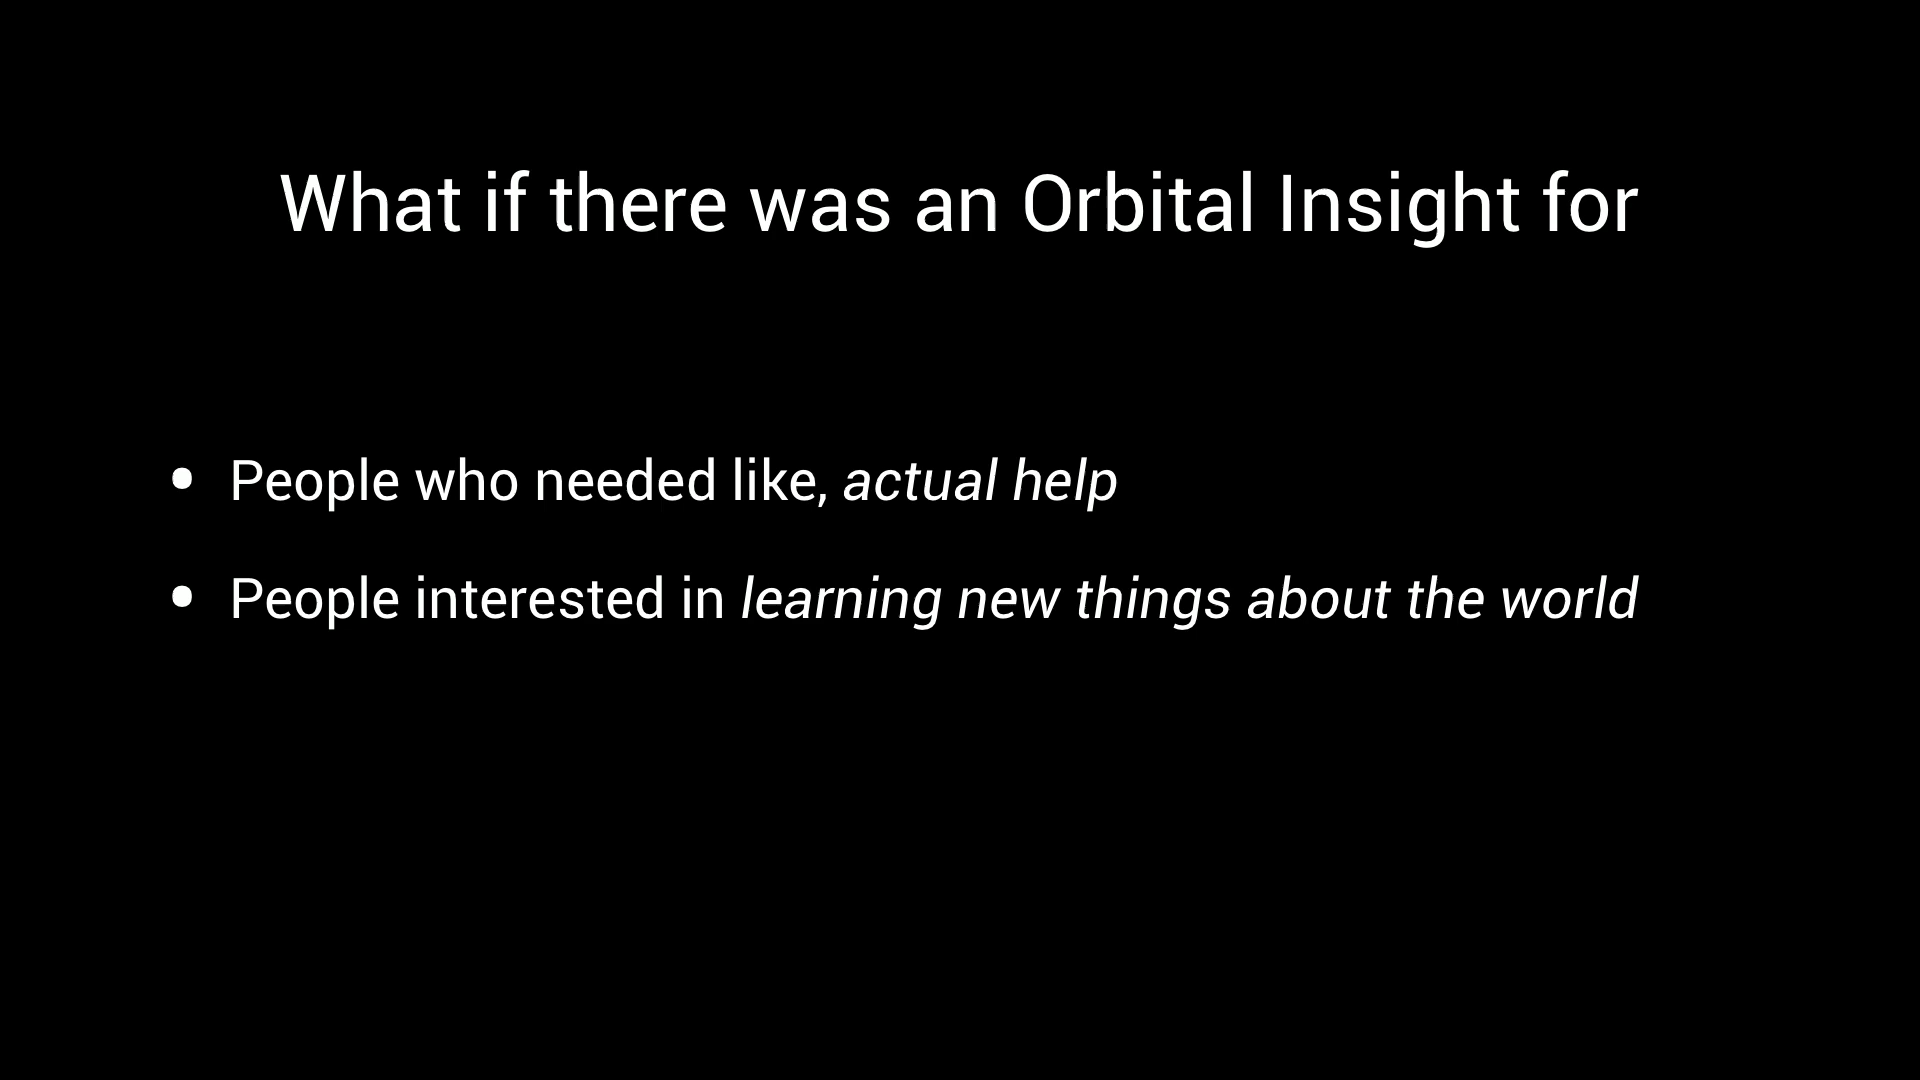 What if there was an Orbital Insight for
• People who needed like, actual help
• People interested in learning new things about the world